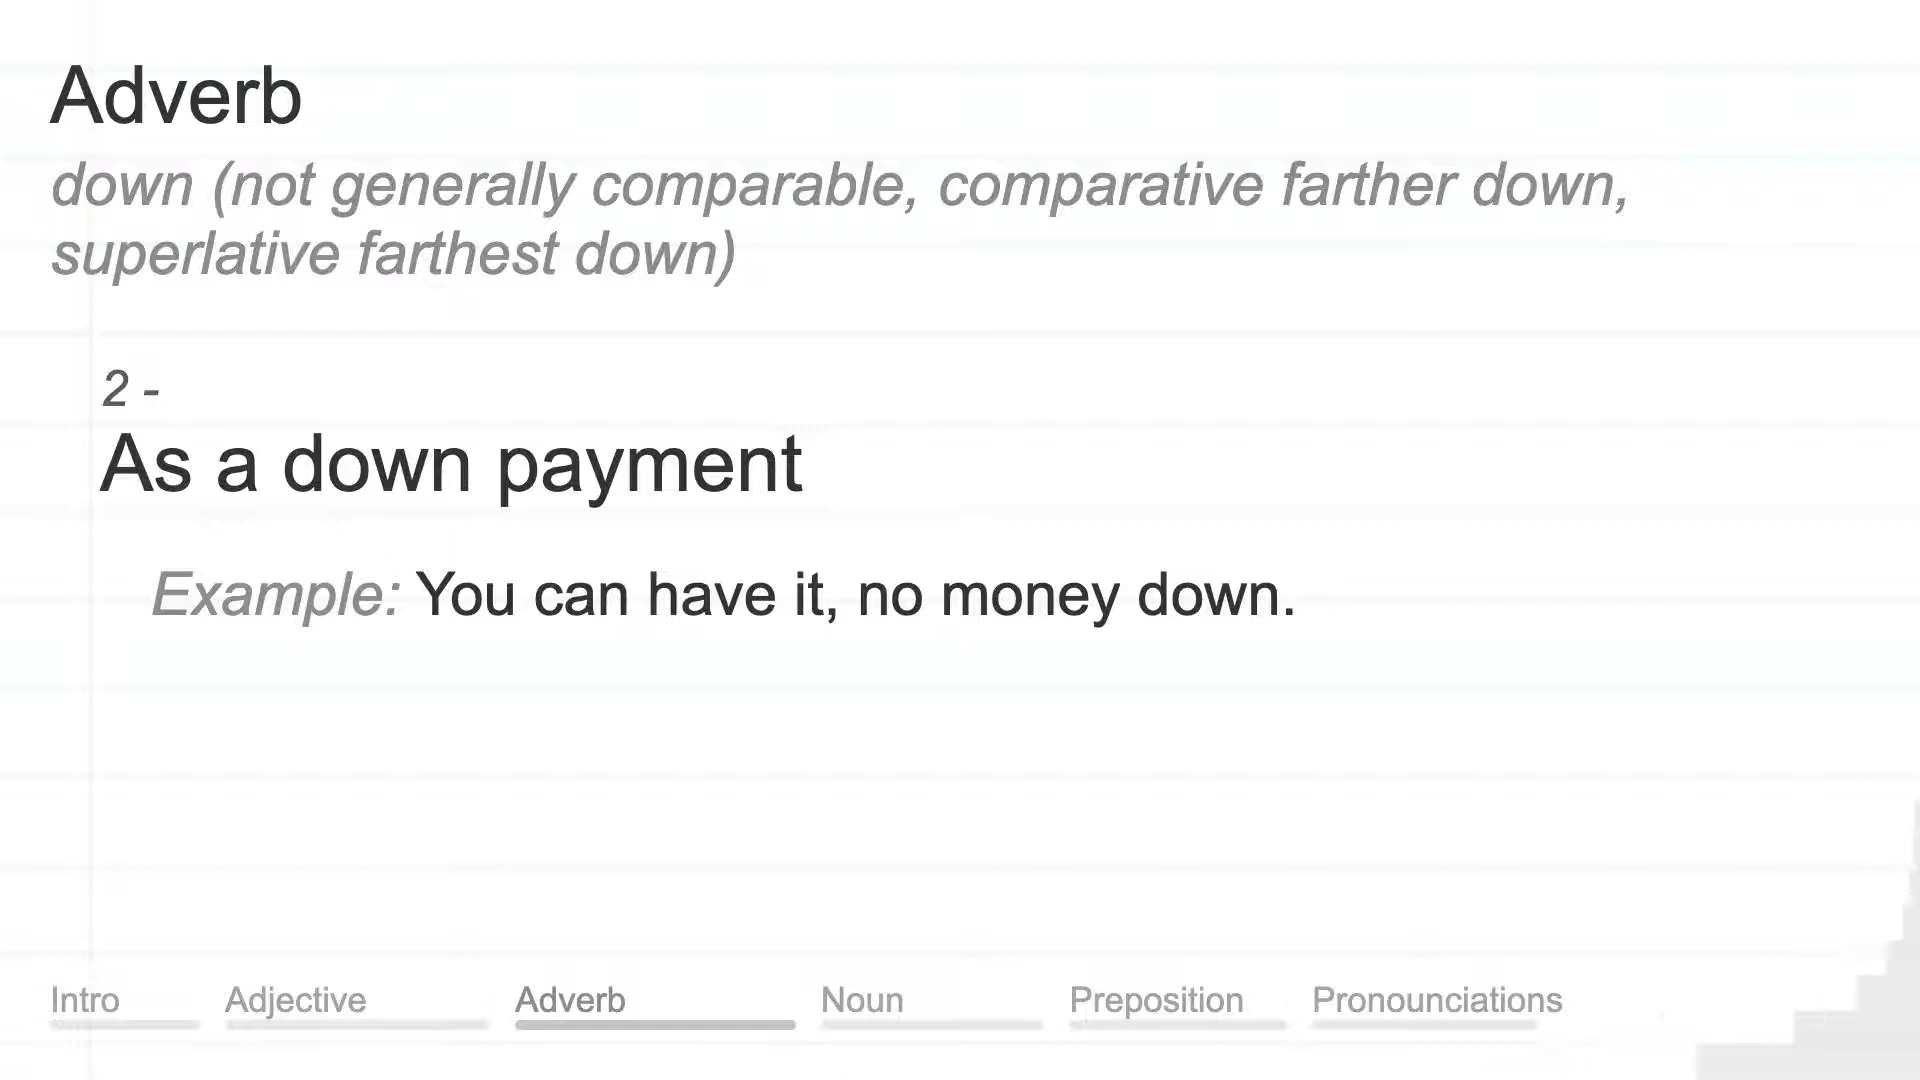 Adverb
down (not generally comparable, comparative farther down,
superlative farthest down)
2 -
As a down payment
Example: You can have it, no money down.
Intro Adjective Adverb Noun Preposition Pronounciations